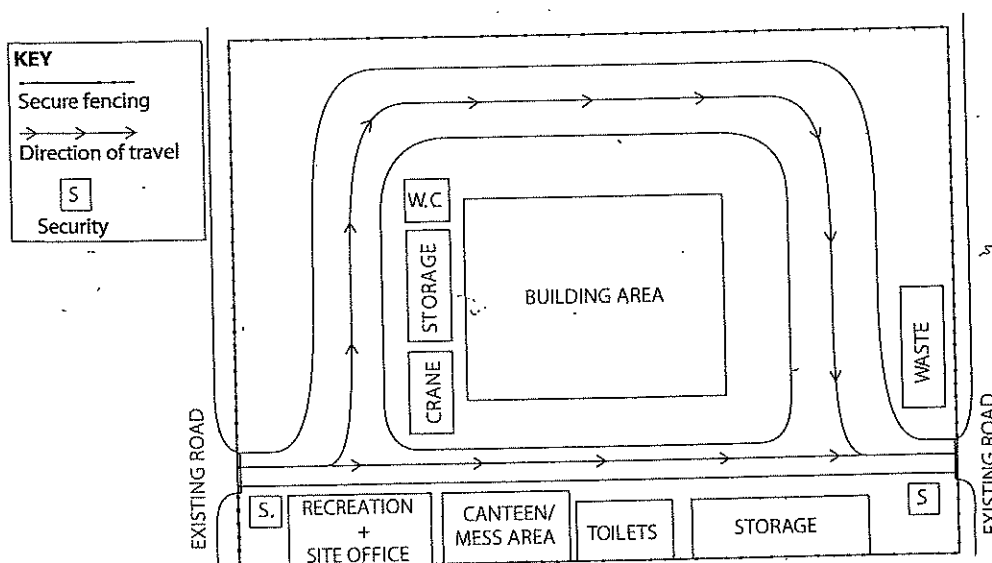 KEY
Secure fencing
Direction of travel
S
Security
W.C
STORAGE
CRANE
BUILDING AREA
WASTE
EXISTING ROAD
EXISTING ROAD
S.
RECREATION
+
SITE OFFICE
CANTEEN/
MESS AREA
TOILETS
STORAGE
S